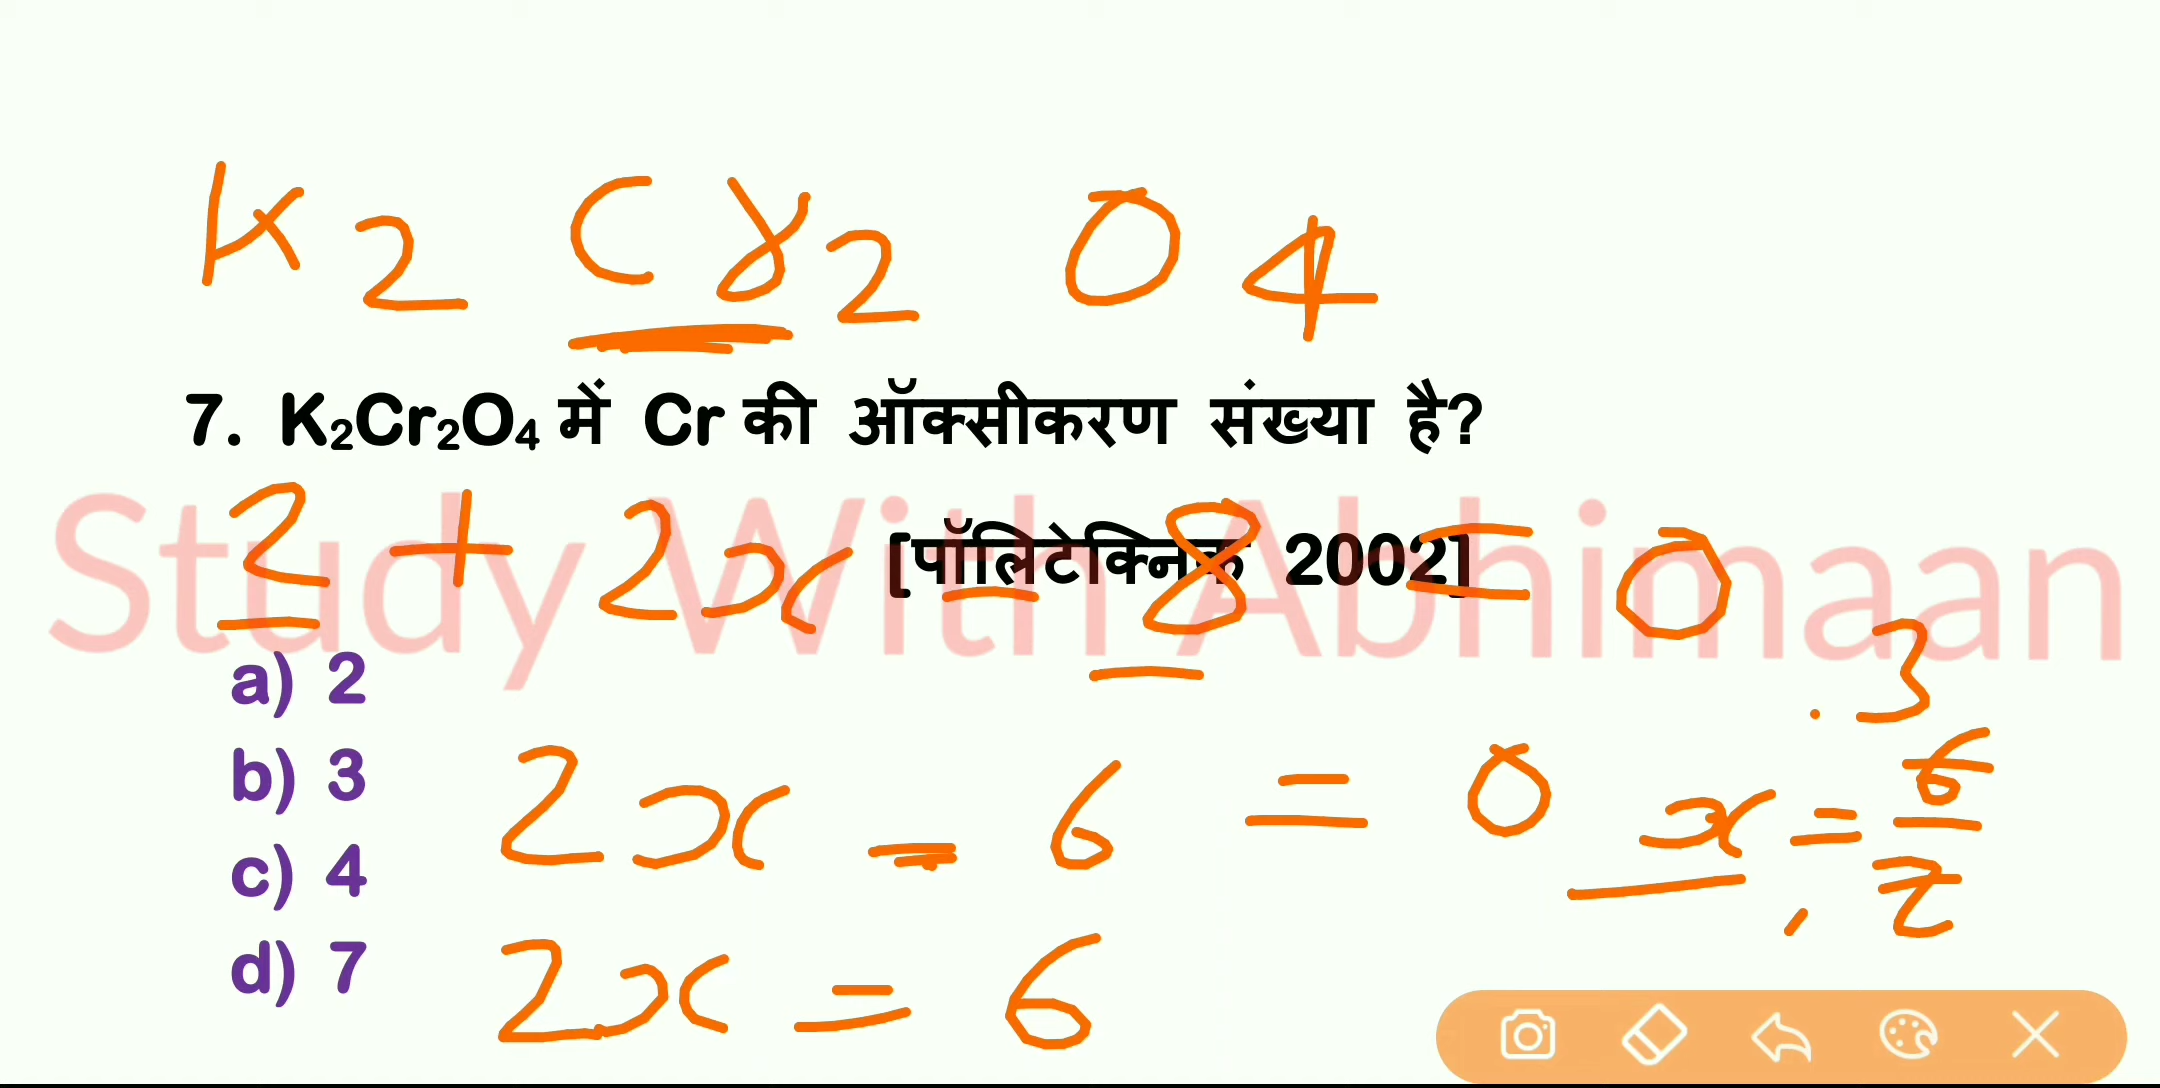 K2 Cr2 O4
7. K₂Cr₂O₄ में Cr की ऑक्सीकरण संख्या है?
2 + 2x - 8 = 0
[पॉलिटेक्निक 2002]
Study With Abhimaan
a) 2
b) 3
c) 4
d) 7
2x - 6 = 0
x = 6/2
3
2x = 6